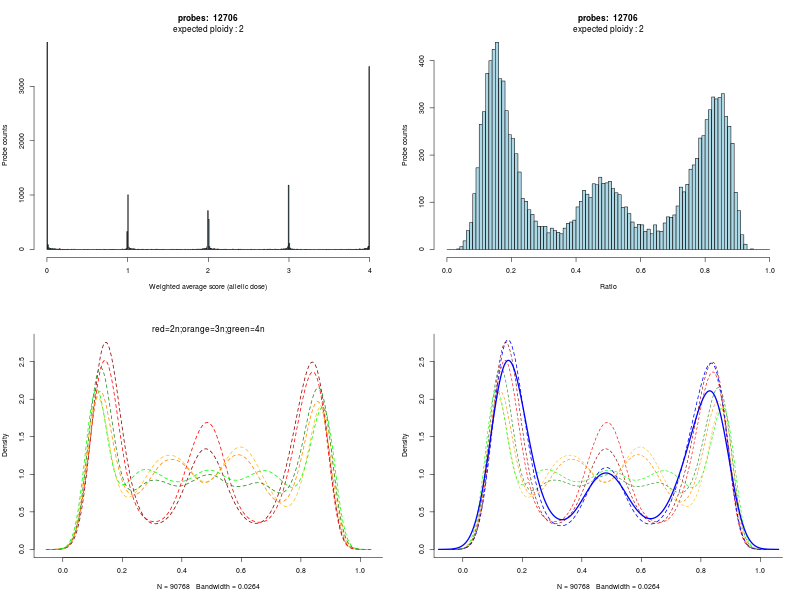 probes: 12706
expected ploidy : 2
Probe counts
3000
2000
1000
0
0 1 2 3 4
Weighted average score (allelic dose)
probes: 12706
expected ploidy : 2
Probe counts
400
300
200
100
0
0.0 0.2 0.4 0.6 0.8 1.0
Ratio
red=2n;orange=3n;green=4n
Density
2.5
2.0
1.5
1.0
0.5
0.0
0.0 0.2 0.4 0.6 0.8 1.0
N = 90768 Bandwidth = 0.0264
Density
2.5
2.0
1.5
1.0
0.5
0.0
0.0 0.2 0.4 0.6 0.8 1.0
N = 90768 Bandwidth = 0.0264